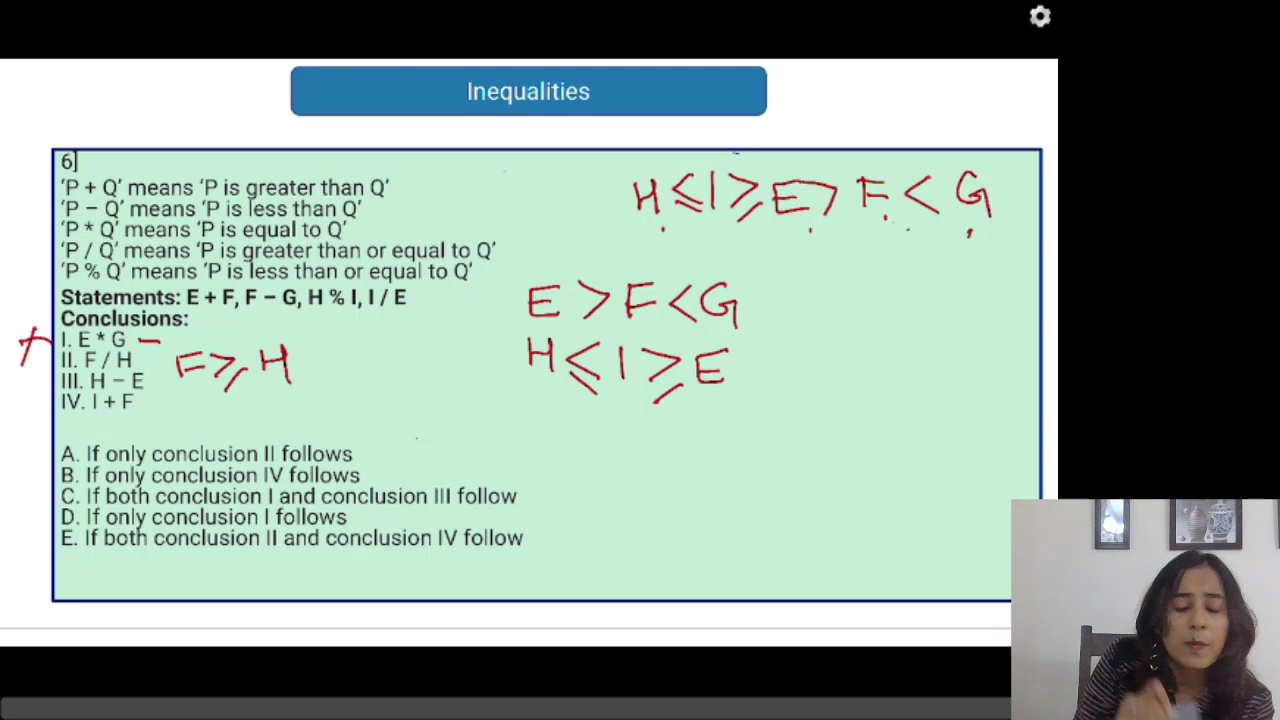 Inequalities
6]
'P + Q' means 'P is greater than Q'
'P − Q' means 'P is less than Q'
'P * Q' means 'P is equal to Q'
'P / Q' means 'P is greater than or equal to Q'
'P % Q' means 'P is less than or equal to Q'
Statements: E + F, F − G, H % I, I / E
Conclusions:
I. E * G −
II. F / H
III. H − E
IV. I + F
F ≥ H
H ≤ I ≥ E > F < G
E > F < G
H ≤ I ≥ E
A. If only conclusion II follows
B. If only conclusion IV follows
C. If both conclusion I and conclusion III follow
D. If only conclusion I follows
E. If both conclusion II and conclusion IV follow